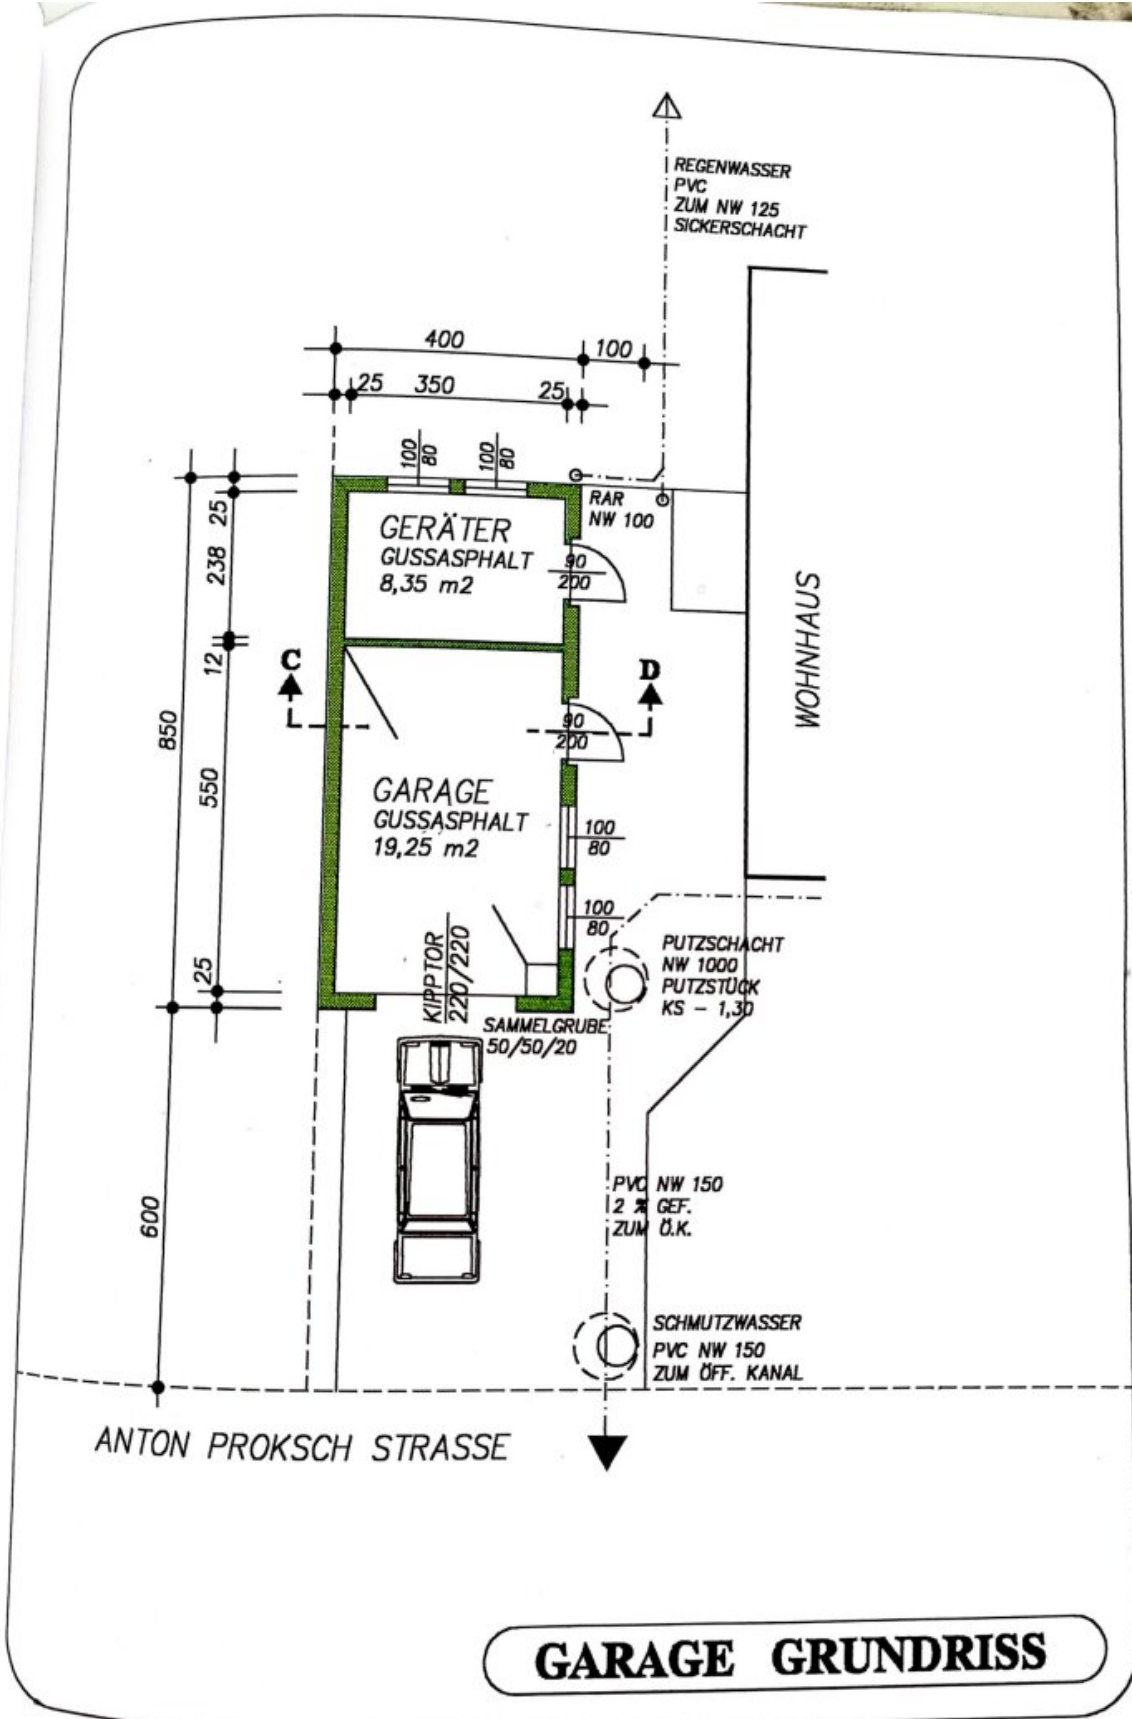 REGENWASSER
PVC
ZUM NW 125
SICKERSCHACHT
400
100
25 350 25
100
80
100
80
25
238
12
850
550
25
600
GERÄTER
GUSSASPHALT
8,35 m2
RAR
NW 100
90
200
C
D
90
200
WOHNHAUS
GARAGE
GUSSASPHALT
19,25 m2
100
80
100
80
KIPPTOR
220/220
PUTZSCHACHT
NW 1000
PUTZSTÜCK
KS - 1,30
SAMMELGRUBE
50/50/20
PVC NW 150
2 % GEF.
ZUM Ö.K.
SCHMUTZWASSER
PVC NW 150
ZUM ÖFF. KANAL
ANTON PROKSCH STRASSE
GARAGE GRUNDRISS